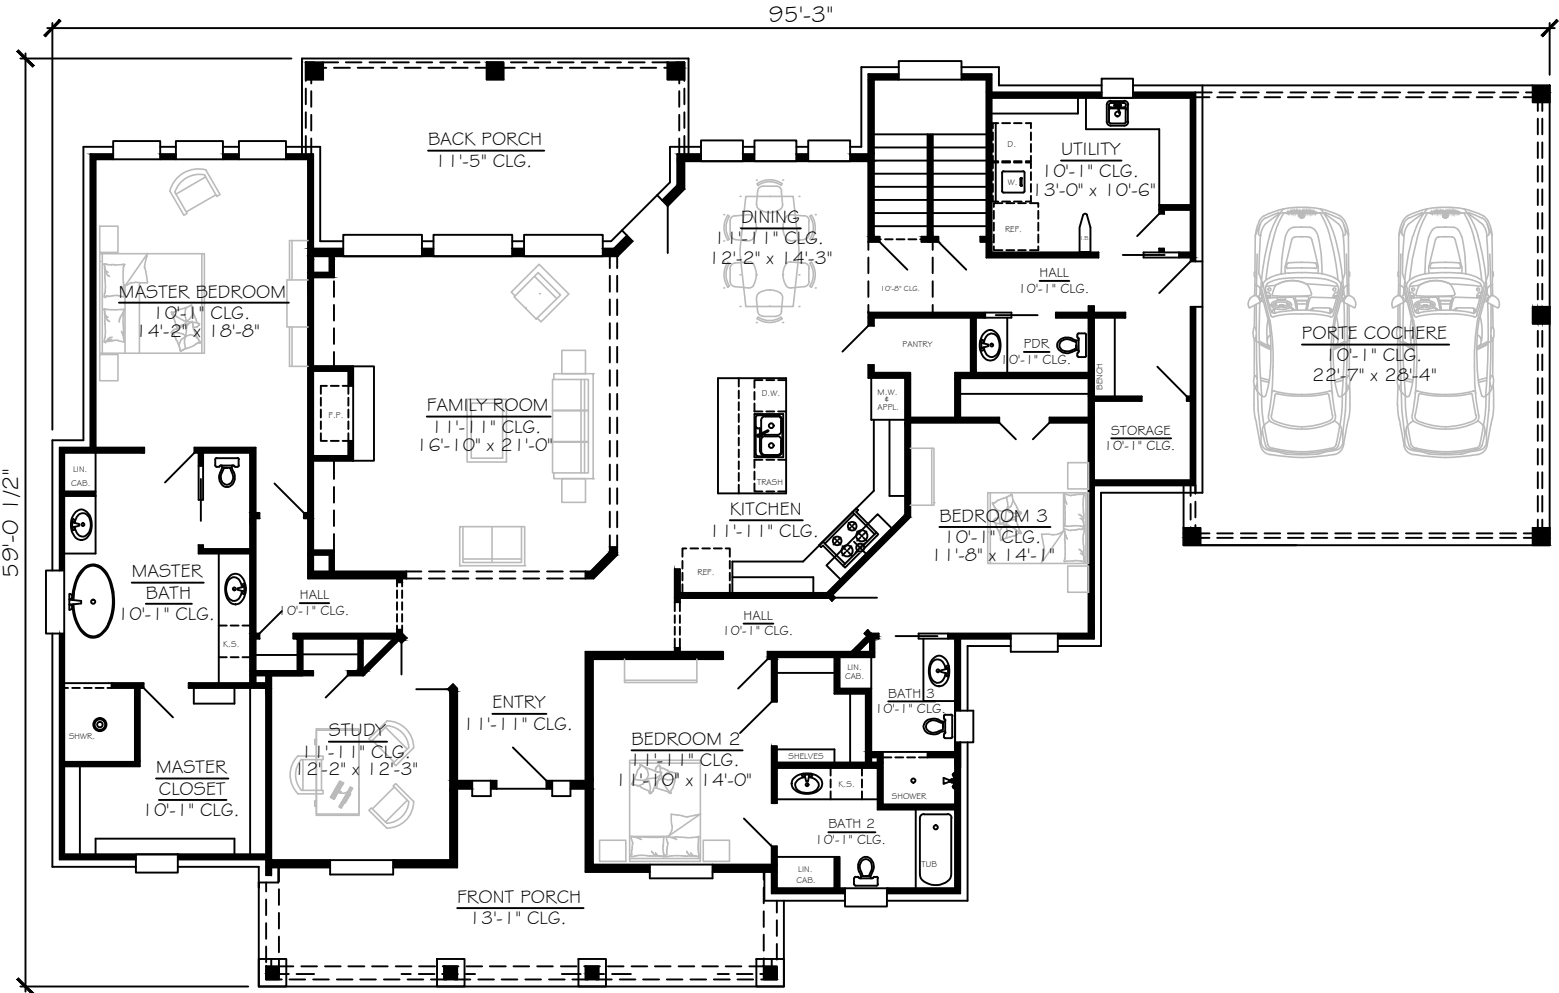 95'-3"
59'-0 1/2"
BACK PORCH
11'-5" CLG.
UTILITY
10'-1" CLG.
13'-0" x 10'-6"
D.
W.
REF.
DINING
11'-11" CLG.
12'-2" x 14'-3"
HALL
10'-1" CLG.
10'-8" CLG.
MASTER BEDROOM
10'-1" CLG.
14'-2" x 18'-8"
PANTRY
PDR
10'-1" CLG.
BENCH
PORTE COCHERE
10'-1" CLG.
22'-7" x 28'-4"
FAMILY ROOM
11'-11" CLG.
16'-10" x 21'-0"
F.P.
D.W.
TRASH
M.W.
&
APPL.
STORAGE
10'-1" CLG.
LIN.
CAB.
KITCHEN
11'-11" CLG.
BEDROOM 3
10'-1" CLG.
11'-8" x 14'-1"
REF.
MASTER
BATH
10'-1" CLG.
K.S.
HALL
10'-1" CLG.
HALL
10'-1" CLG.
LIN.
CAB.
BATH 3
10'-1" CLG.
ENTRY
11'-11" CLG.
STUDY
11'-11" CLG
12'-2" x 12'-3"
SHWR.
MASTER
CLOSET
10'-1" CLG.
BEDROOM 2
11'-11" CLG.
11'-10" x 14'-0"
SHELVES
K.S.
SHOWER
BATH 2
10'-1" CLG.
LIN.
CAB.
TUB
FRONT PORCH
13'-1" CLG.